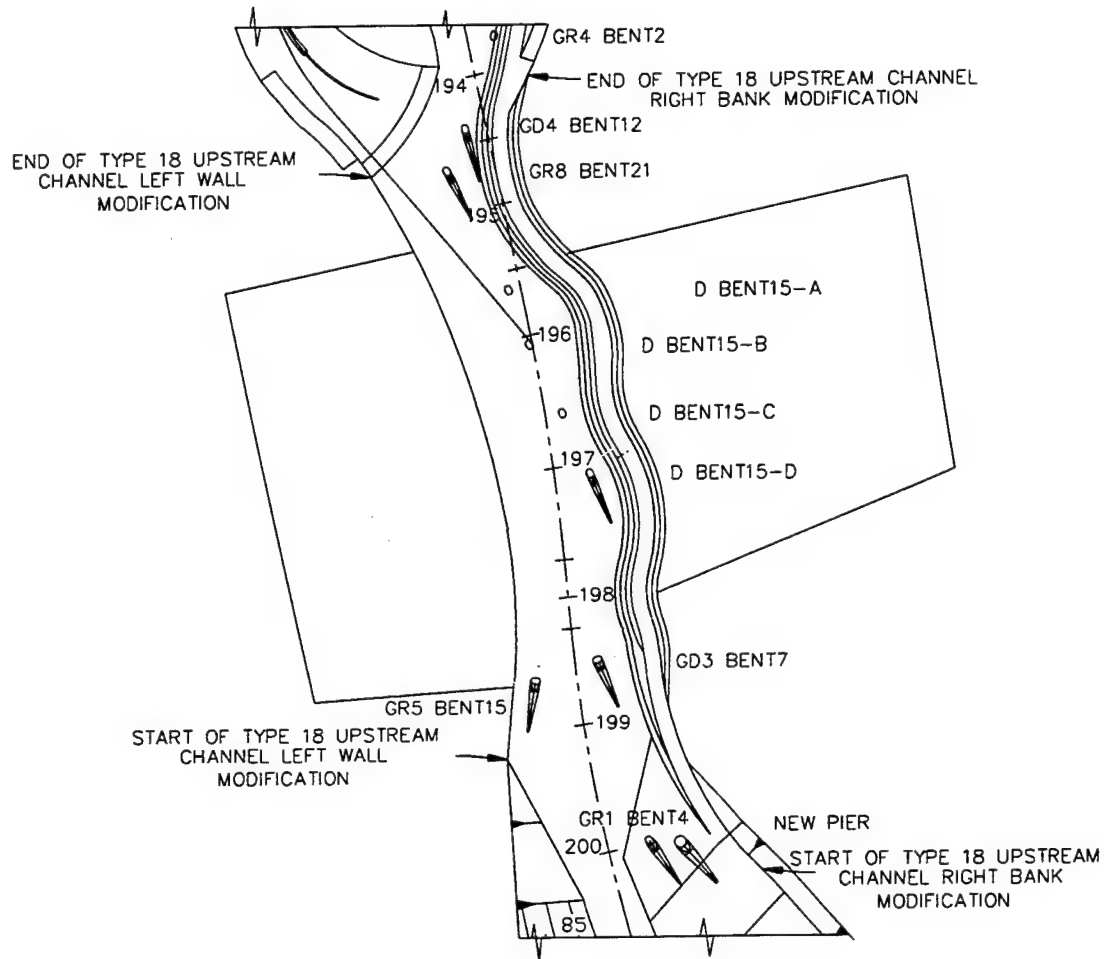 GR4 BENT2
194
END OF TYPE 18 UPSTREAM CHANNEL
RIGHT BANK MODIFICATION
GD4 BENT12
END OF TYPE 18 UPSTREAM
CHANNEL LEFT WALL
MODIFICATION
GR8 BENT21
195
D BENT15-A
196
D BENT15-B
D BENT15-C
197
D BENT15-D
198
GD3 BENT7
GR5 BENT15
199
START OF TYPE 18 UPSTREAM
CHANNEL LEFT WALL
MODIFICATION
GR1 BENT4
NEW PIER
200
START OF TYPE 18 UPSTREAM
CHANNEL RIGHT BANK
MODIFICATION
85